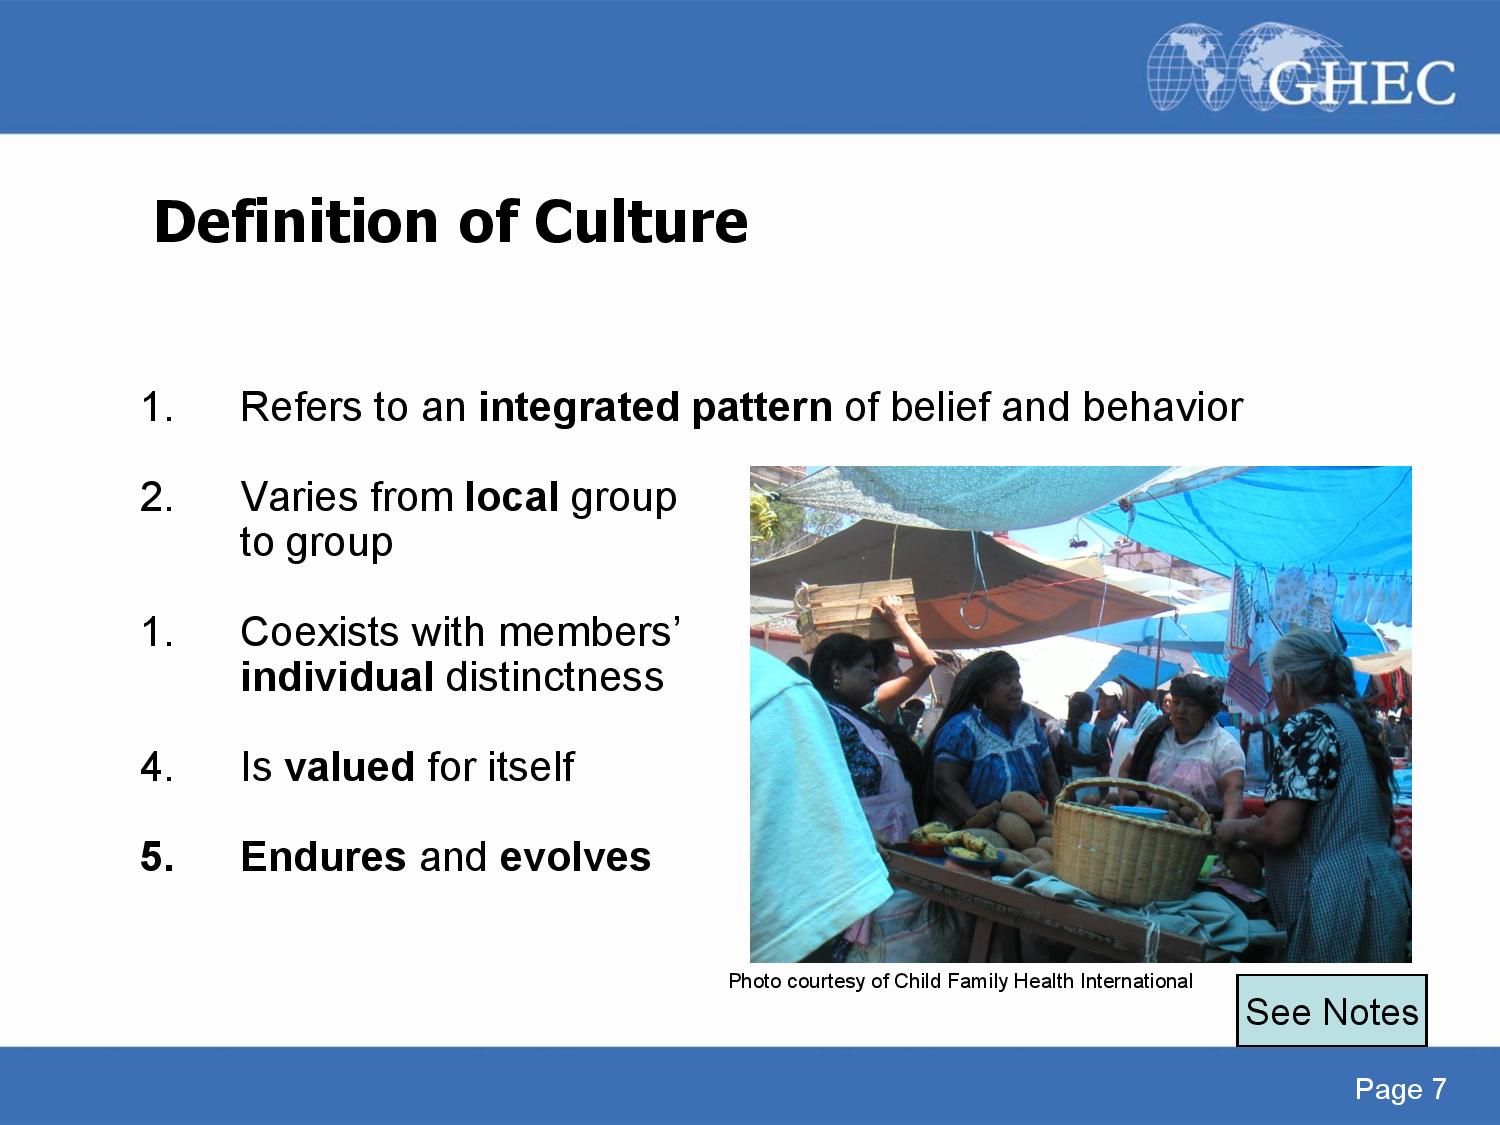 GHEC
Definition of Culture
1. Refers to an integrated pattern of belief and behavior
2. Varies from local group
to group
1. Coexists with members’
individual distinctness
4. Is valued for itself
5. Endures and evolves
Photo courtesy of Child Family Health International
See Notes
Page 7